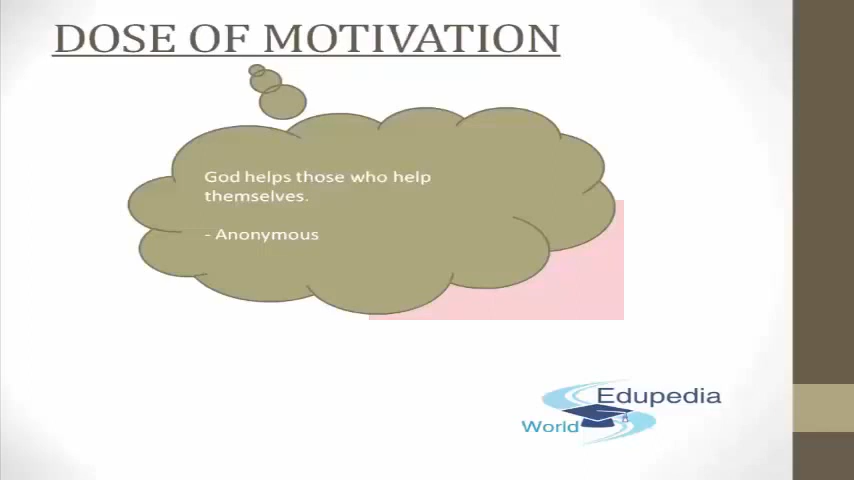 DOSE OF MOTIVATION
God helps those who help
themselves.
- Anonymous
Edupedia
World